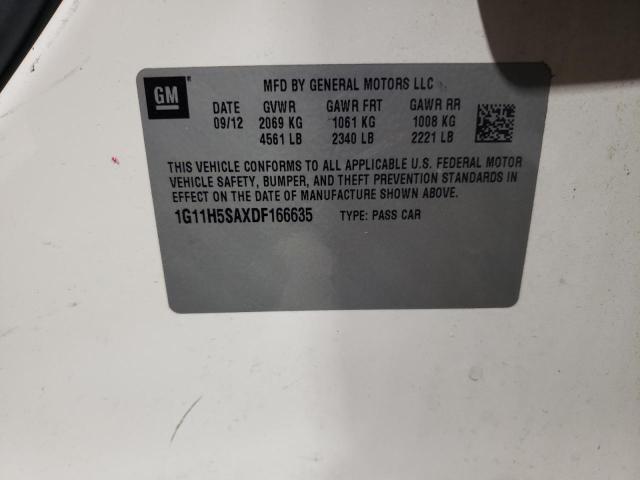 GM
MFD BY GENERAL MOTORS LLC
DATE GVWR GAWR FRT GAWR RR
09/12 2069 KG 1061 KG 1008 KG
4561 LB 2340 LB 2221 LB
THIS VEHICLE CONFORMS TO ALL APPLICABLE U.S. FEDERAL MOTOR
VEHICLE SAFETY, BUMPER, AND THEFT PREVENTION STANDARDS IN
EFFECT ON THE DATE OF MANUFACTURE SHOWN ABOVE.
1G11H5SAXDF166635 TYPE: PASS CAR